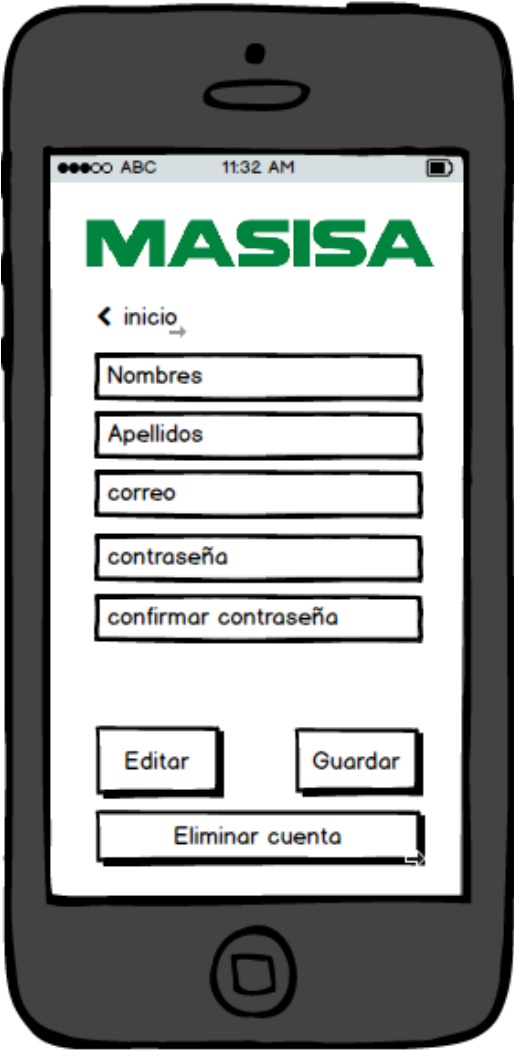 ABC 11:32 AM
MASISA
inicio
Nombres
Apellidos
correo
contraseña
confirmar contraseña
Editar Guardar
Eliminar cuenta